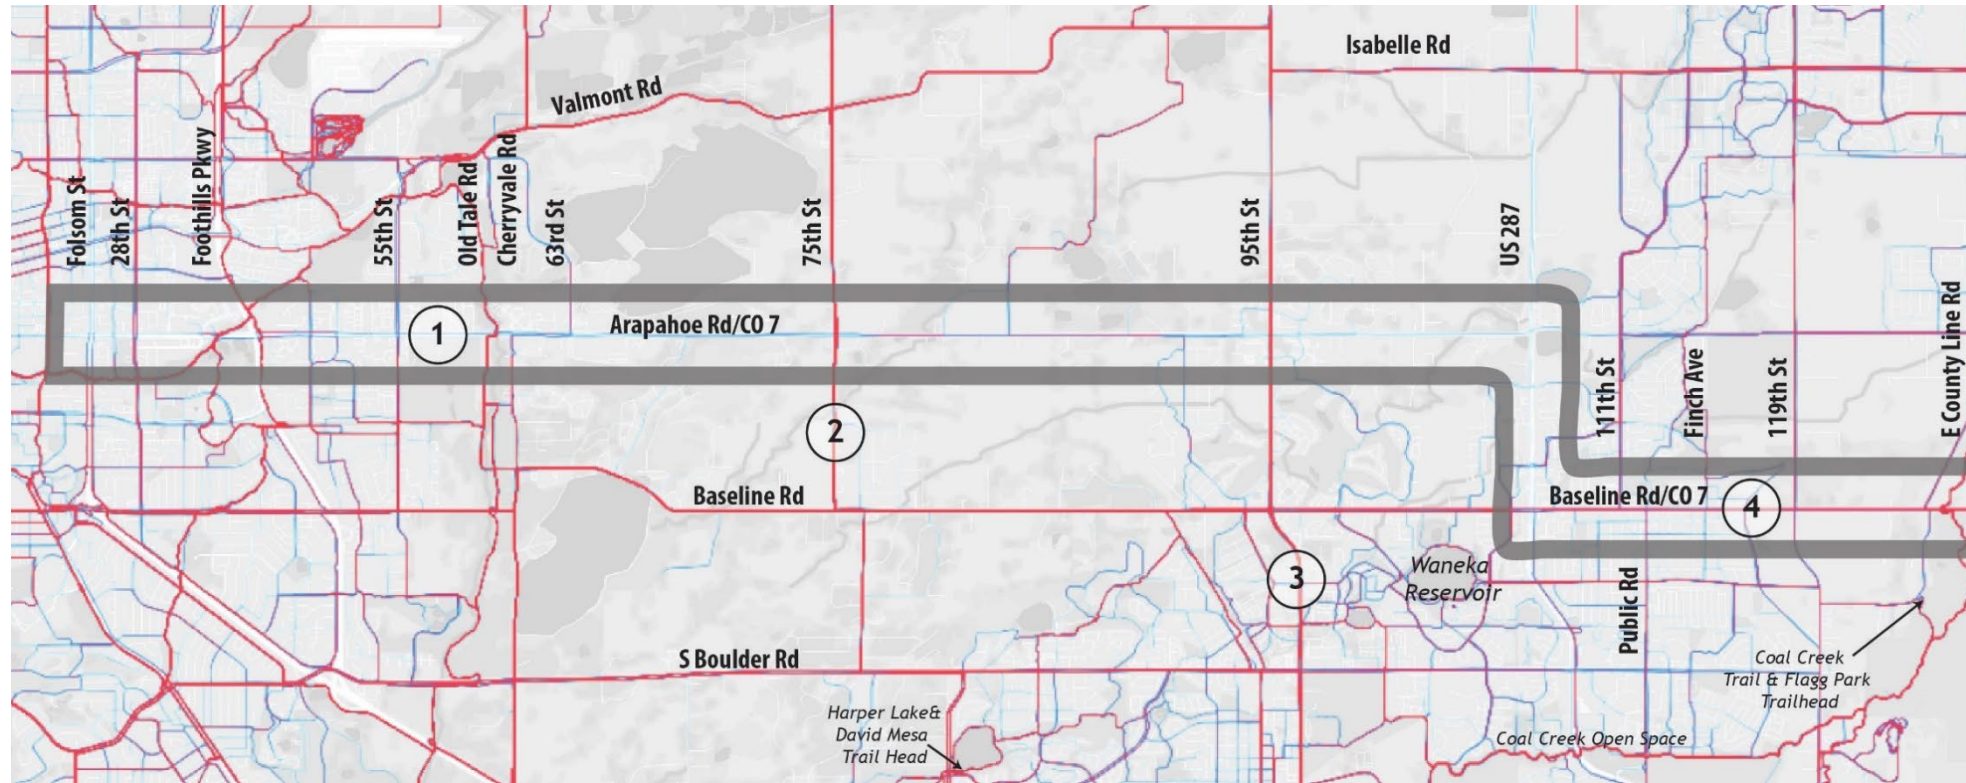 Isabelle Rd
Valmont Rd
Folsom St
28th St
Foothills Pkwy
55th St
Old Tale Rd
Cherryvale Rd
63rd St
75th St
95th St
US 287
1
Arapahoe Rd/CO 7
111th St
Finch Ave
119th St
E County Line Rd
2
Baseline Rd
Baseline Rd/CO 7
4
3
Waneka
Reservoir
Public Rd
S Boulder Rd
Coal Creek
Trail & Flagg Park
Trailhead
Harper Lake&
David Mesa
Trail Head
Coal Creek Open Space